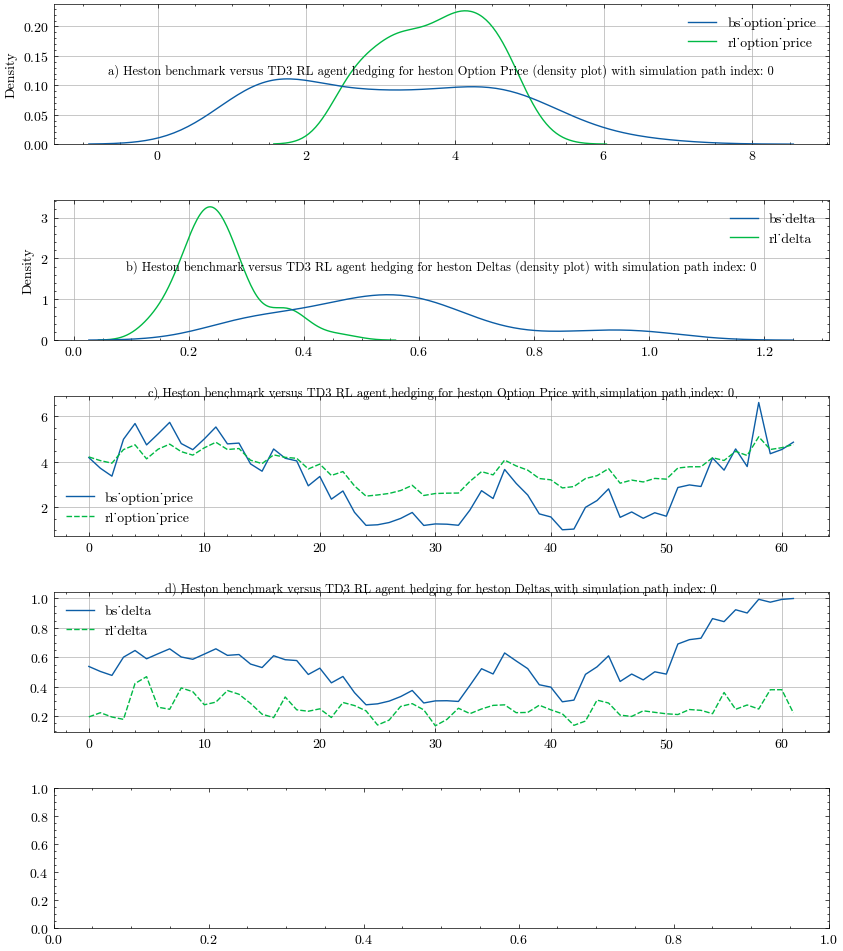 0.25
0.20
0.15
0.10
0.05
0.00
Density
bs˙option˙price
rl˙option˙price
a) Heston benchmark versus TD3 RL agent hedging for heston Option Price (density plot) with simulation path index: 0
0 2 4 6 8
3
2
1
0
Density
bs˙delta
rl˙delta
b) Heston benchmark versus TD3 RL agent hedging for heston Deltas (density plot) with simulation path index: 0
0.0 0.2 0.4 0.6 0.8 1.0 1.2
c) Heston benchmark versus TD3 RL agent hedging for heston Option Price with simulation path index: 0
6
4
2
bs˙option˙price
rl˙option˙price
0 10 20 30 40 50 60
d) Heston benchmark versus TD3 RL agent hedging for heston Deltas with simulation path index: 0
1.0
0.8
0.6
0.4
0.2
bs˙delta
rl˙delta
0 10 20 30 40 50 60
1.0
0.8
0.6
0.4
0.2
0.0
0.0 0.2 0.4 0.6 0.8 1.0